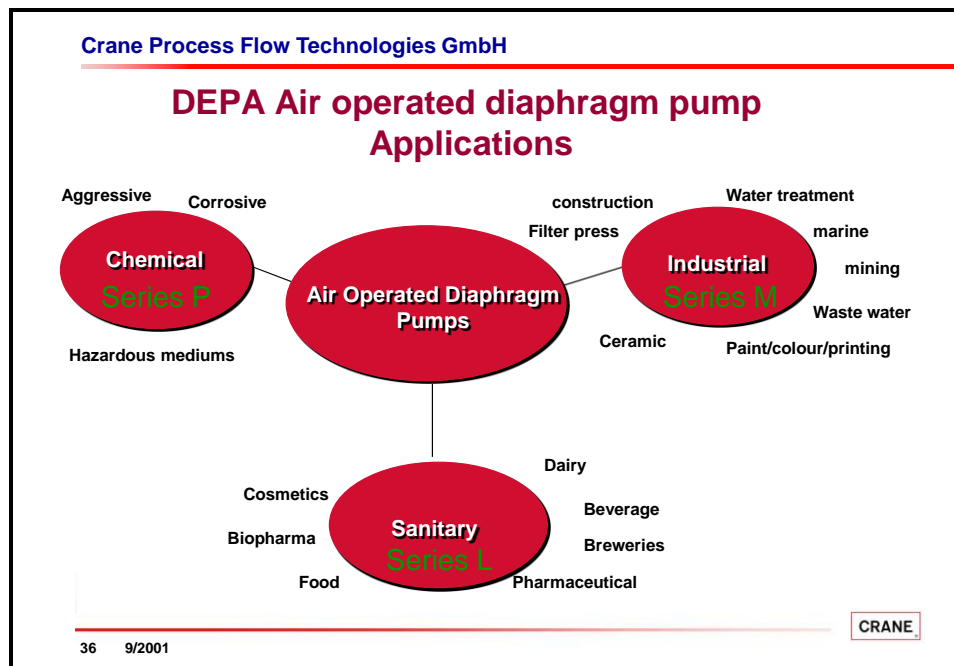 Crane Process Flow Technologies GmbH
DEPA Air operated diaphragm pump
Applications
Aggressive
Corrosive
Chemical
Series P
Hazardous mediums
Air Operated Diaphragm
Pumps
construction
Filter press
Water treatment
marine
Industrial
Series M
mining
Waste water
Ceramic
Paint/colour/printing
Cosmetics
Biopharma
Food
Sanitary
Series L
Dairy
Beverage
Breweries
Pharmaceutical
CRANE
36 9/2001